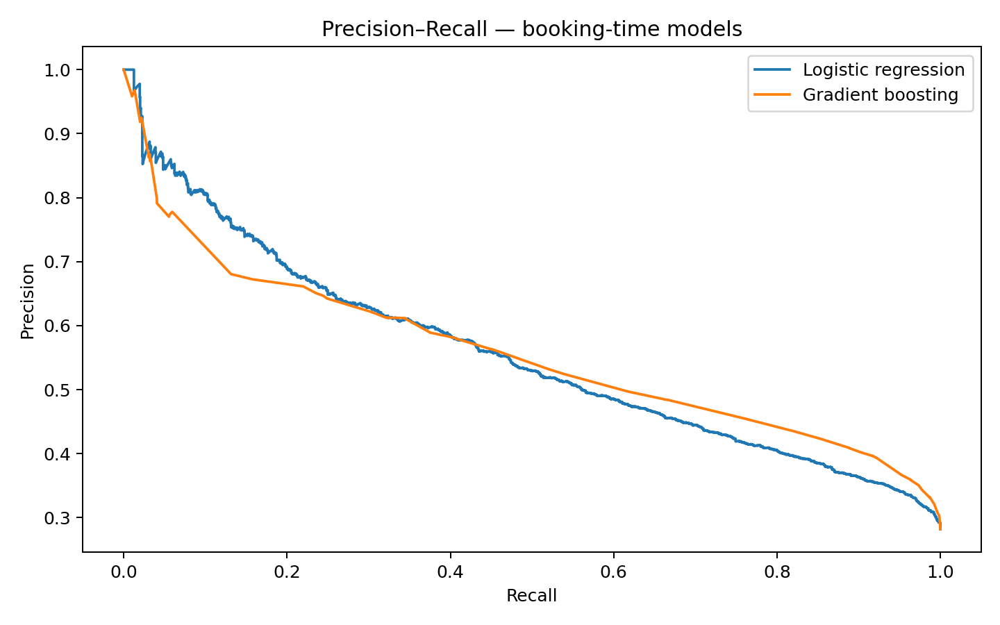 Precision–Recall — booking-time models
Logistic regression
Gradient boosting
Precision
1.0
0.9
0.8
0.7
0.6
0.5
0.4
0.3
0.0 0.2 0.4 0.6 0.8 1.0
Recall